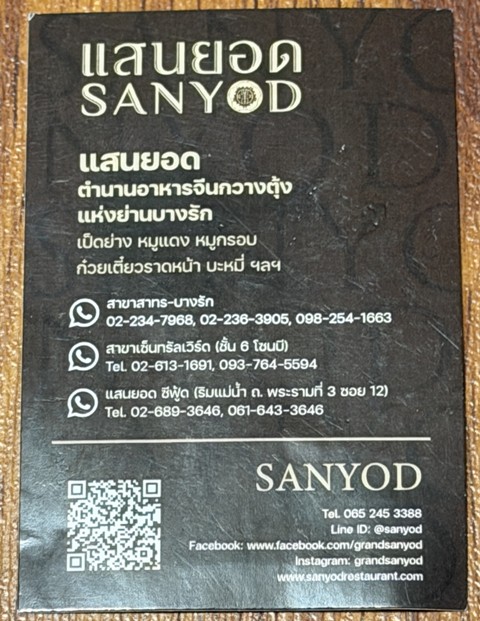 แสนยอด
SANYOD
แสนยอด
ตำนานอาหารจีนกวางตุ้ง
แห่งย่านบางรัก
เป็ดย่าง หมูแดง หมูกรอบ
ก๋วยเตี๋ยวราดหน้า บะหมี่ ฯลฯ
สาขาสาทร-บางรัก
02-234-7968, 02-236-3905, 098-254-1663
สาขาเซ็นทรัลเวิร์ด (ชั้น 6 โซนบี)
Tel. 02-613-1691, 093-764-5594
แสนยอด ซีฟู้ด (ริมแม่น้ำ ถ. พระรามที่ 3 ซอย 12)
Tel. 02-689-3646, 061-643-3646
SANYOD
Tel. 065 245 3388
Line ID: @sanyod
Facebook: www.facebook.com/grandsanyod
Instagram: grandsanyod
www.sanyodrestaurant.com